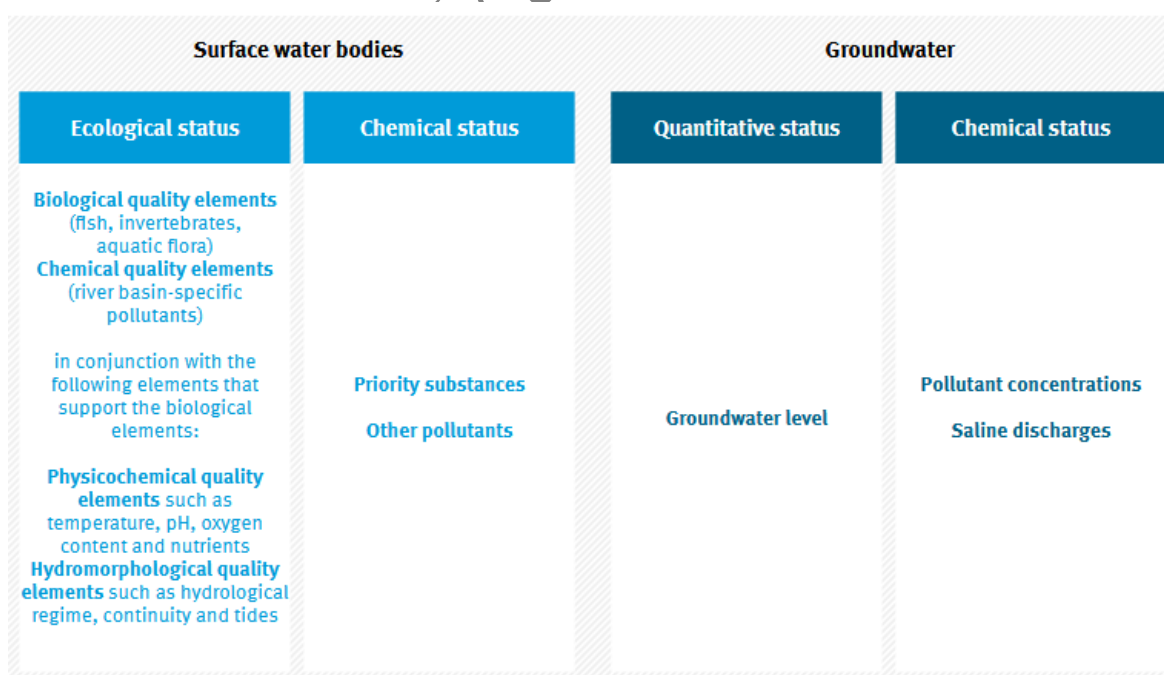 Surface water bodies
Groundwater
Ecological status
Chemical status
Quantitative status
Chemical status
Biological quality elements
(fish, invertebrates,
aquatic flora)
Chemical quality elements
(river basin-specific
pollutants)
in conjunction with the
following elements that
support the biological
elements:
Physicochemical quality
elements such as
temperature, pH, oxygen
content and nutrients
Hydromorphological quality
elements such as hydrological
regime, continuity and tides
Priority substances
Other pollutants
Groundwater level
Pollutant concentrations
Saline discharges